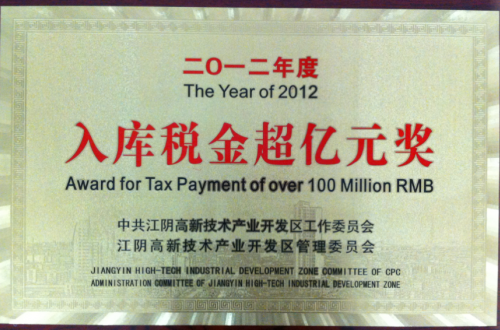 二〇一二年度
The Year of 2012
入库税金超亿元奖
Award for Tax Payment of over 100 Million RMB
中共江阴高新技术产业开发区工作委员会
江阴高新技术产业开发区管理委员会
JIANGYIN HIGH-TECH INDUSTRIAL DEVELOPMENT ZONE COMMITTEE OF CPC
ADMINISTRATION COMMITTEE OF JIANGYIN HIGH-TECH INDUSTRIAL DEVELOPMENT ZONE